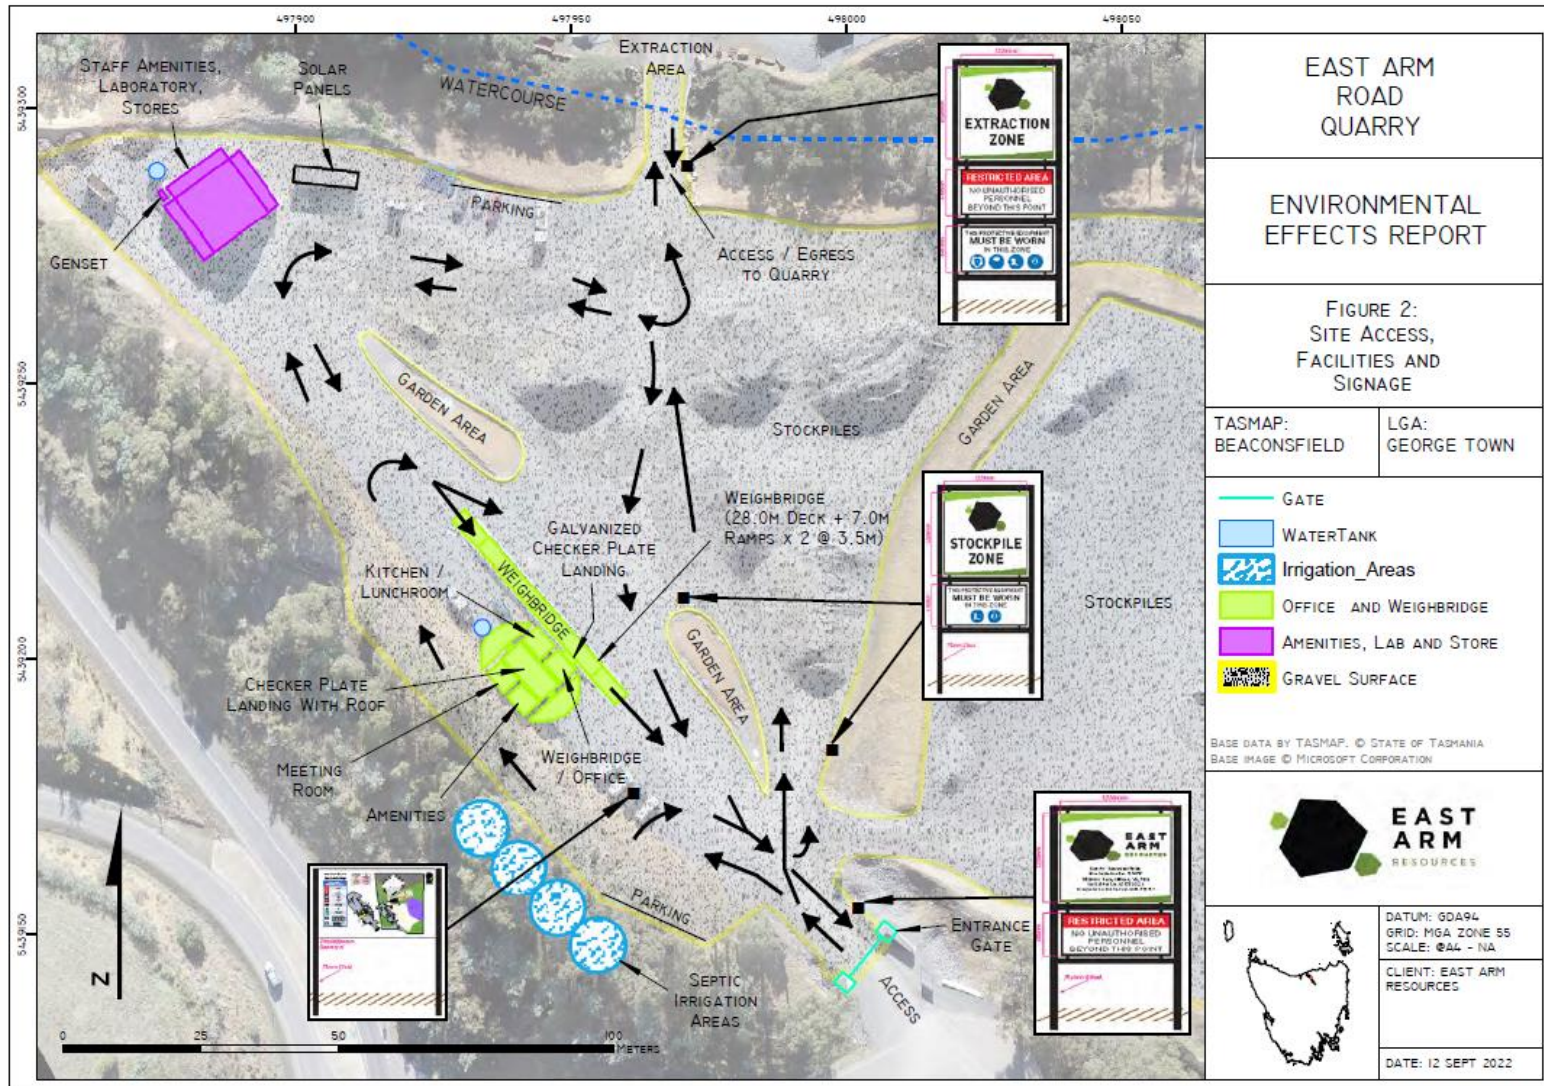 497900
497950
498000
498050
5439300
5439250
5439200
5439150
STAFF AMENITIES,
LABORATORY,
STORES
SOLAR
PANELS
WATERCOURSE
EXTRACTION
AREA
PARKING
GENSET
ACCESS / EGRESS
TO QUARRY
GARDEN AREA
STOCKPILES
GARDEN AREA
WEIGHBRIDGE
(28.0M DECK + 7.0M
RAMPS X 2 @ 3.5M)
GALVANIZED
CHECKER PLATE
LANDING
KITCHEN /
LUNCHROOM
WEIGHBRIDGE
STOCKPILES
GARDEN AREA
CHECKER PLATE
LANDING WITH ROOF
MEETING
ROOM
WEIGHBRIDGE
/ OFFICE
AMENITIES
PARKING
SEPTIC
IRRIGATION
AREAS
ENTRANCE
GATE
ACCESS
N
0 25 50 100
METERS
EXTRACTION
ZONE
RESTRICTED AREA
NO UNAUTHORISED
PERSONNEL
BEYOND THIS POINT
THIS PROTECTIVE EQUIPMENT
MUST BE WORN
IN THIS ZONE
STOCKPILE
ZONE
THIS PROTECTIVE EQUIPMENT
MUST BE WORN
IN THIS ZONE
EAST
ARM
RESTRICTED AREA
NO UNAUTHORISED
PERSONNEL
BEYOND THIS POINT
EAST ARM
ROAD
QUARRY
ENVIRONMENTAL
EFFECTS REPORT
FIGURE 2:
SITE ACCESS,
FACILITIES AND
SIGNAGE
TASMAP:
BEACONSFIELD
LGA:
GEORGE TOWN
GATE
WATERTANK
Irrigation_Areas
OFFICE AND WEIGHBRIDGE
AMENITIES, LAB AND STORE
GRAVEL SURFACE
BASE DATA BY TASMAP. © STATE OF TASMANIA
BASE IMAGE © MICROSOFT CORPORATION
EAST
ARM
RESOURCES
DATUM: GDA94
GRID: MGA ZONE 55
SCALE: @A4 - NA
CLIENT: EAST ARM
RESOURCES
DATE: 12 SEPT 2022